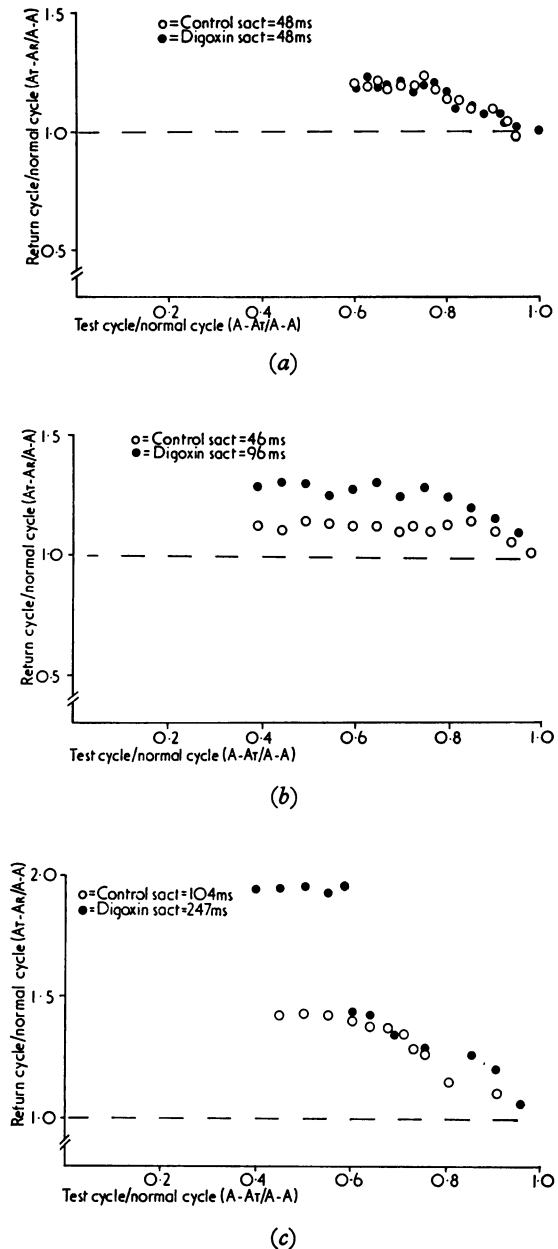 Return cycle/normal cycle (AT-AR/A-A)
1·5
1·0
0·5
o=Control sact=48ms
●=Digoxin sact=48ms
0·2 0·4 0·6 0·8 1·0
Test cycle/normal cycle (A-AT/A-A)
(a)
Return cycle/normal cycle (AT-AR/A-A)
1·5
1·0
0·5
o=Control sact=46ms
●=Digoxin sact=96ms
0·2 0·4 0·6 0·8 1·0
Test cycle/normal cycle (A-AT/A-A)
(b)
Return cycle/normal cycle (AT-AR/A-A)
2·0
1·5
1·0
o=Control sact=104ms
●=Digoxin sact=247ms
0·2 0·4 0·6 0·8 1·0
Test cycle/normal cycle (A-AT/A-A)
(c)